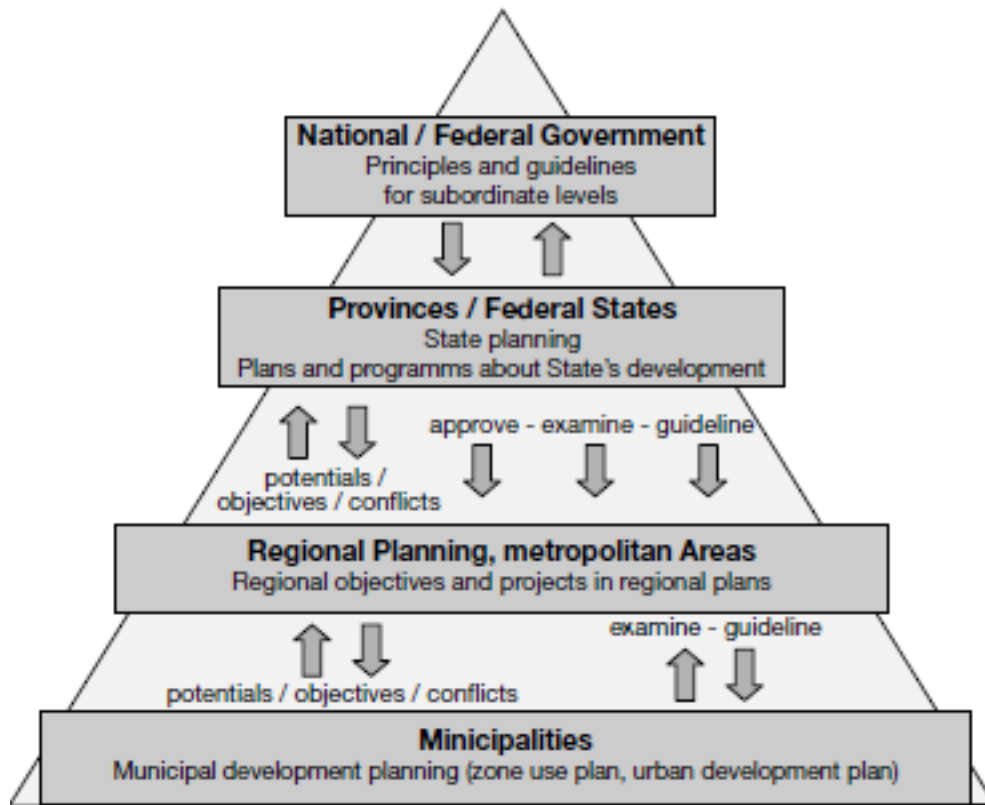 National / Federal Government
Principles and guidelines
for subordinate levels
Provinces / Federal States
State planning
Plans and programms about State's development
approve - examine - guideline
potentials /
objectives / conflicts
Regional Planning, metropolitan Areas
Regional objectives and projects in regional plans
examine - guideline
potentials / objectives / conflicts
Minicipalities
Municipal development planning (zone use plan, urban development plan)